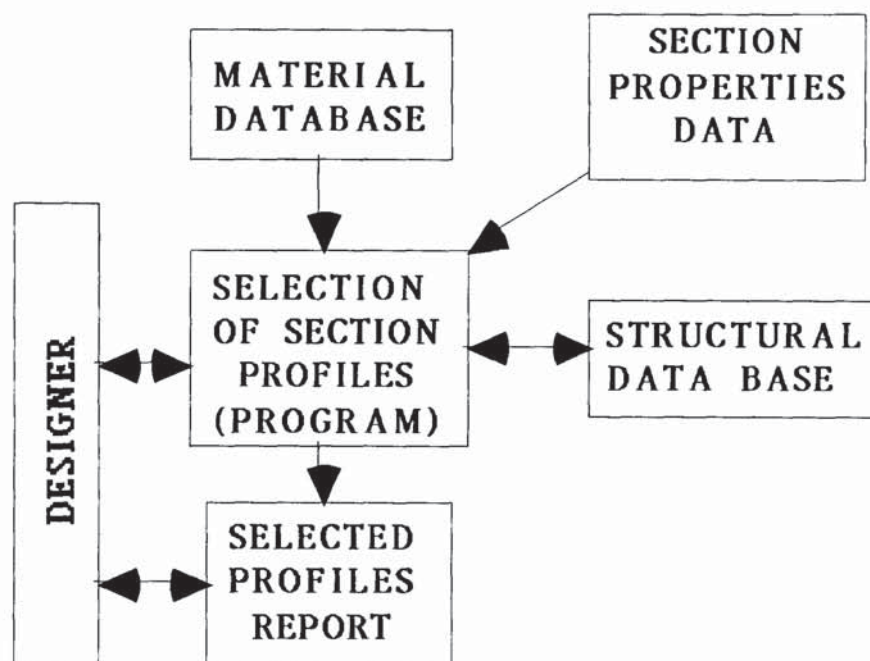 MATERIAL
DATABASE
SECTION
PROPERTIES
DATA
SELECTION
OF SECTION
PROFILES
(PROGRAM)
STRUCTURAL
DATA BASE
DESIGNER
SELECTED
PROFILES
REPORT